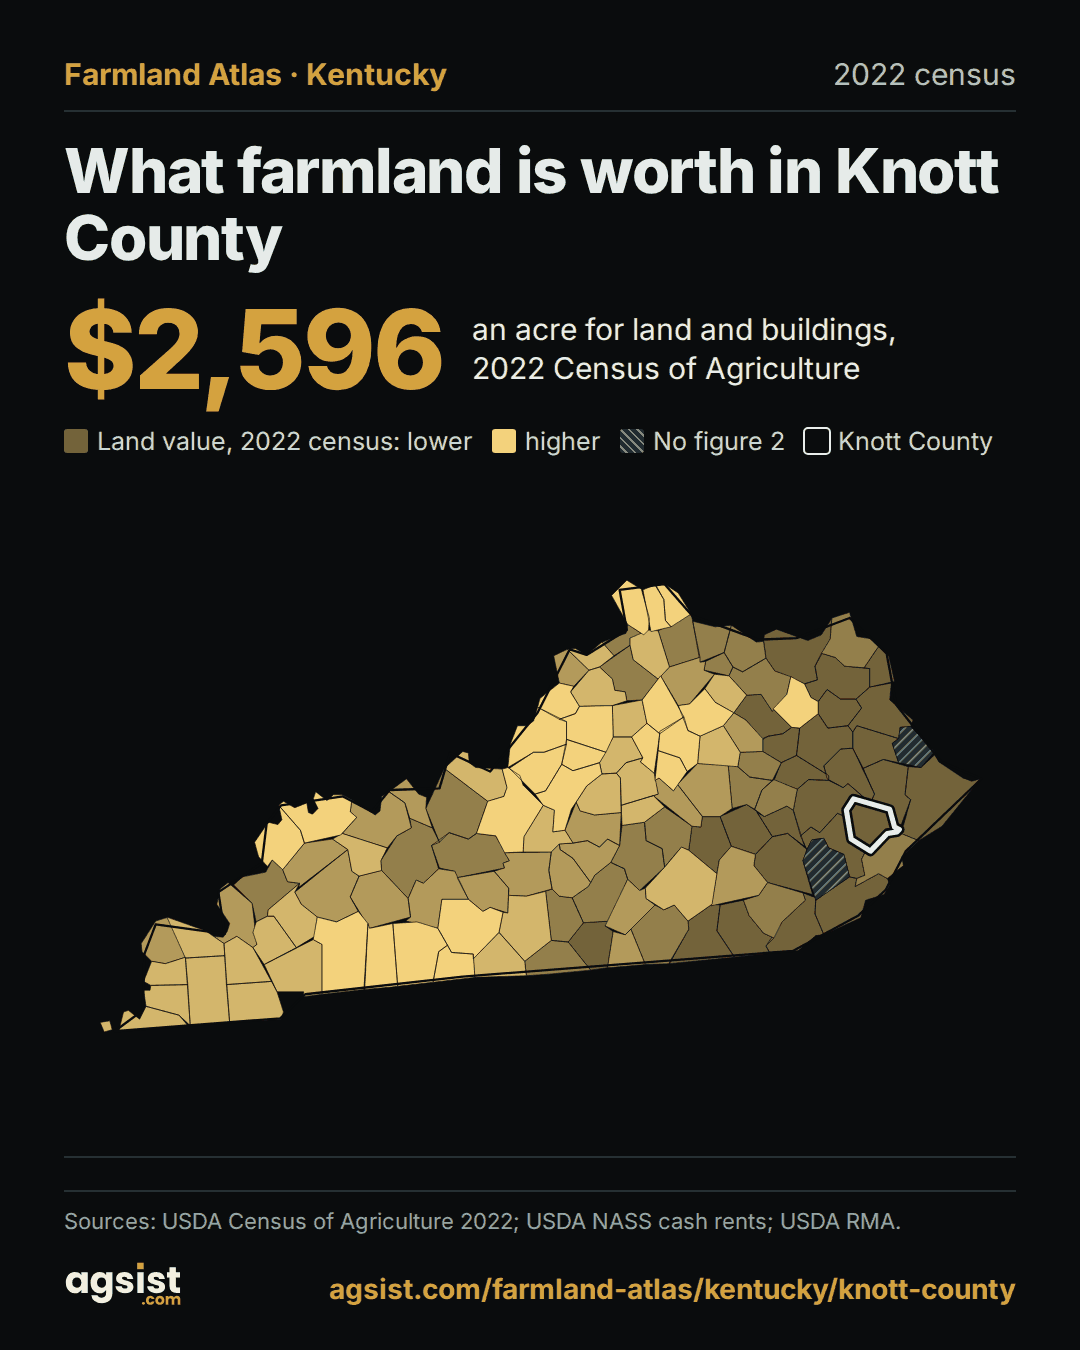 Farmland Atlas · Kentucky
2022 census
What farmland is worth in Knott
County
$2,596
an acre for land and buildings,
2022 Census of Agriculture
Land value, 2022 census: lower
higher
No figure 2
Knott County
Sources: USDA Census of Agriculture 2022; USDA NASS cash rents; USDA RMA.
agsist
.com
agsist.com/farmland-atlas/kentucky/knott-county